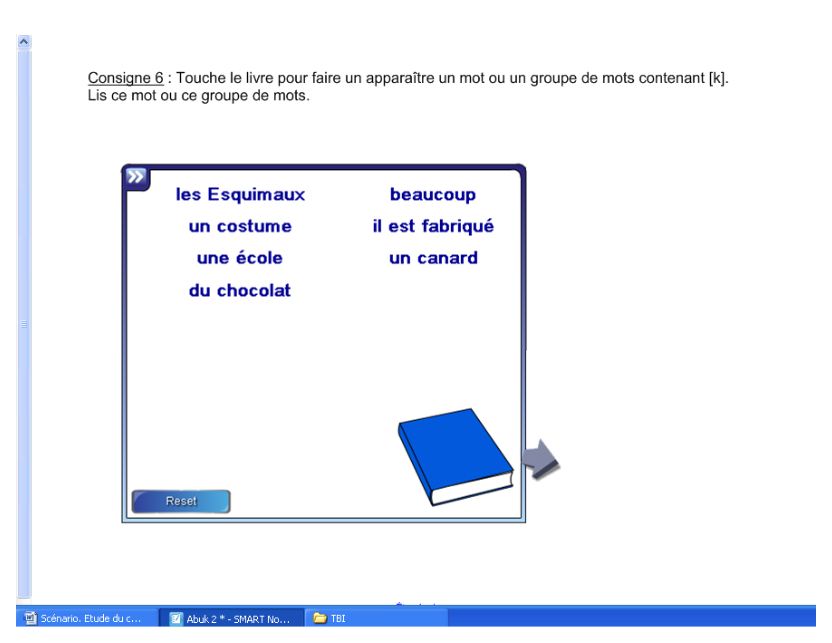 Consigne 6 : Touche le livre pour faire un apparaître un mot ou un groupe de mots contenant [k].
Lis ce mot ou ce groupe de mots.
les Esquimaux
beaucoup
un costume
il est fabriqué
une école
un canard
du chocolat
Reset
Scénario. Etude du c...
Abuk 2 * - SMART No...
TBI